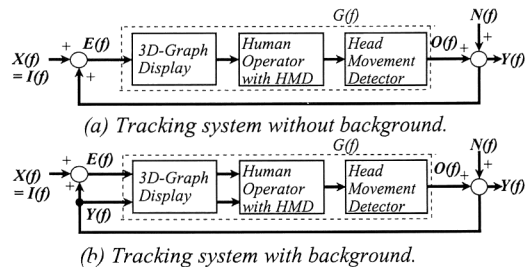 G(f)
N(f)
X(f)
= I(f)
+
E(f)
+
3D-Graph
Display
Human
Operator
with HMD
Head
Movement
Detector
O(f)
+
+
Y(f)
(a) Tracking system without background.
G(f)
N(f)
X(f)
= I(f)
+
E(f)
+
Y(f)
3D-Graph
Display
Human
Operator
with HMD
Head
Movement
Detector
O(f)
+
+
Y(f)
(b) Tracking system with background.